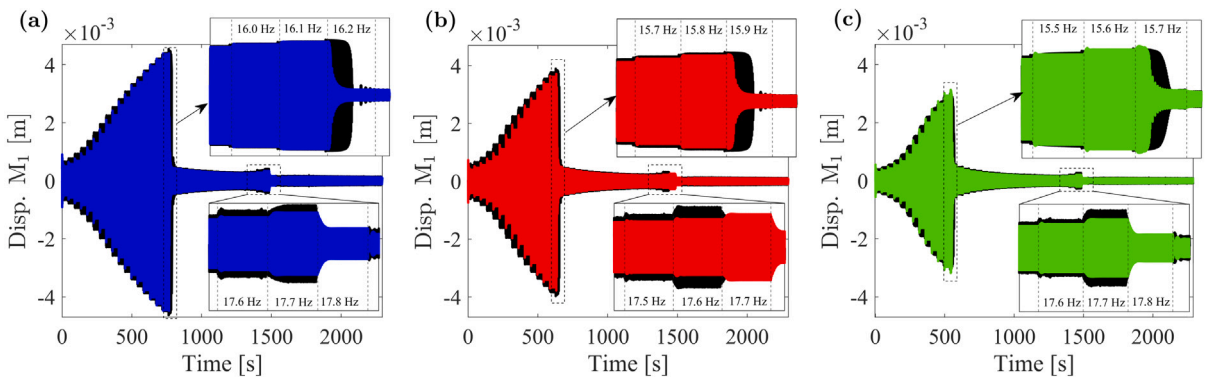 (a)
×10⁻³
16.0 Hz 16.1 Hz 16.2 Hz
4
2
0
-2
-4
Disp. M₁ [m]
17.6 Hz 17.7 Hz 17.8 Hz
0 500 1000 1500 2000
Time [s]
(b)
×10⁻³
15.7 Hz 15.8 Hz 15.9 Hz
4
2
0
-2
-4
Disp. M₁ [m]
17.5 Hz 17.6 Hz 17.7 Hz
0 500 1000 1500 2000
Time [s]
(c)
×10⁻³
15.5 Hz 15.6 Hz 15.7 Hz
4
2
0
-2
-4
Disp. M₁ [m]
17.6 Hz 17.7 Hz 17.8 Hz
0 500 1000 1500 2000
Time [s]